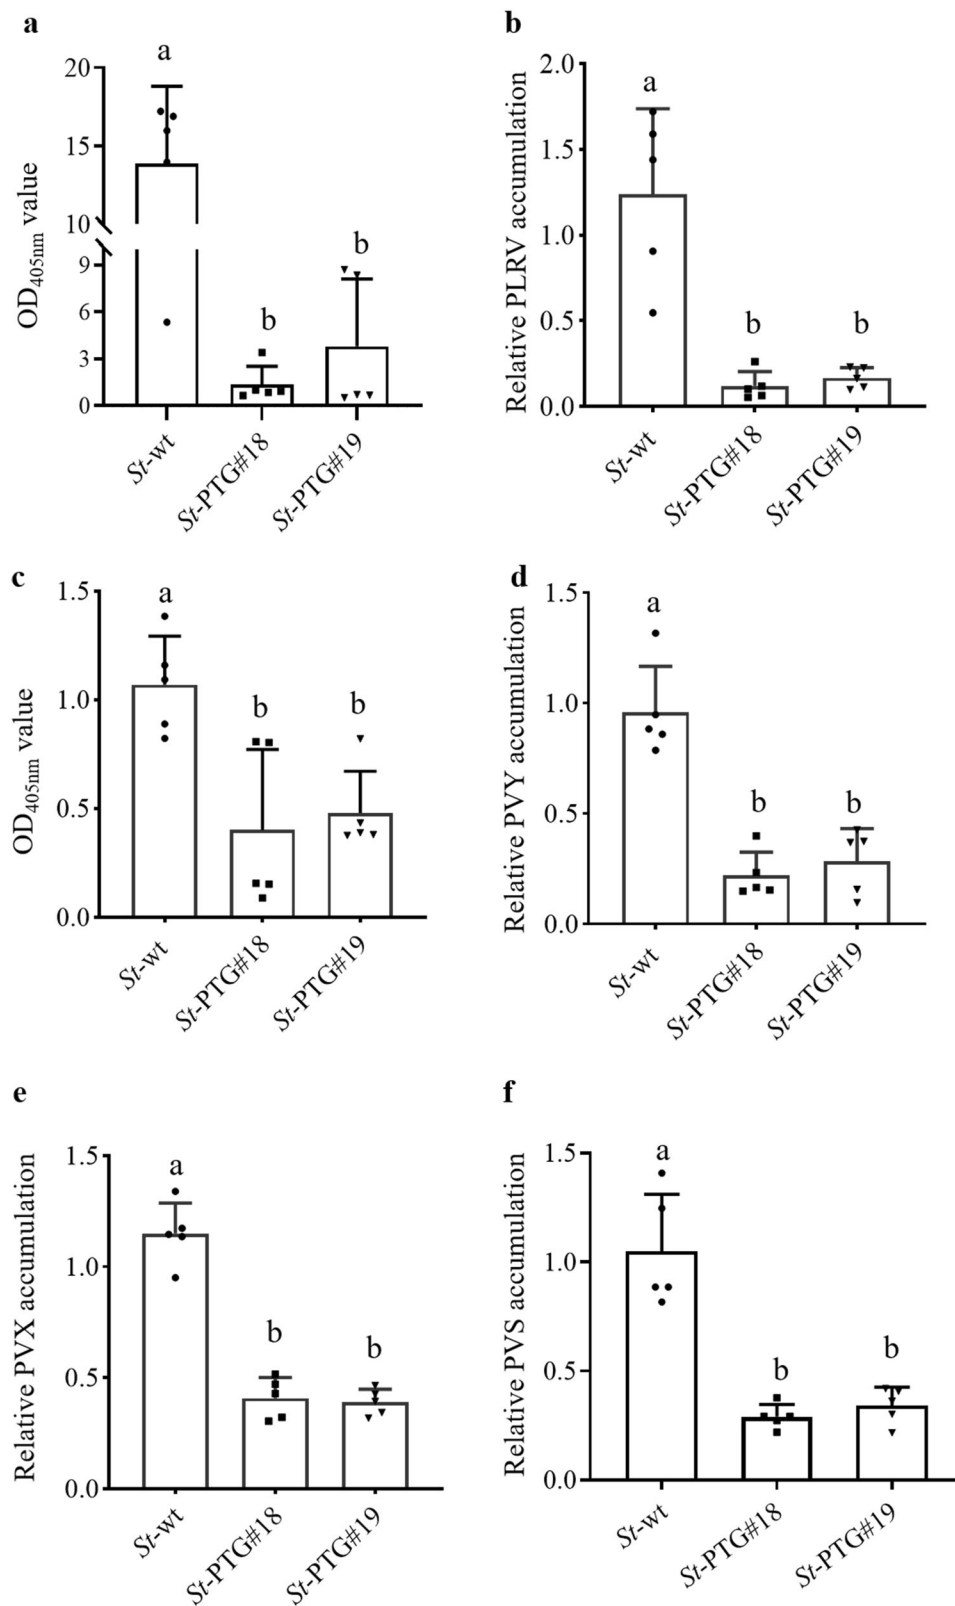 a
OD405nm value
20
15
10
9
6
3
0
a
b
b
St-wt
St-PTG#18
St-PTG#19
b
Relative PLRV accumulation
2.0
1.5
1.0
0.5
0.0
a
b
b
St-wt
St-PTG#18
St-PTG#19
c
OD405nm value
1.5
1.0
0.5
0.0
a
b
b
St-wt
St-PTG#18
St-PTG#19
d
Relative PVY accumulation
1.5
1.0
0.5
0.0
a
b
b
St-wt
St-PTG#18
St-PTG#19
e
Relative PVX accumulation
1.5
1.0
0.5
0.0
a
b
b
St-wt
St-PTG#18
St-PTG#19
f
Relative PVS accumulation
1.5
1.0
0.5
0.0
a
b
b
St-wt
St-PTG#18
St-PTG#19